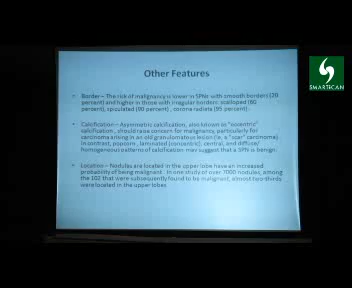 SMARTECAN
Other Features
• Border – The risk of malignancy is lower in SPNs with smooth borders (20
percent) and higher in those with irregular borders: scalloped (60
percent), spiculated (90 percent), corona radiata (95 percent).
• Calcification – Asymmetric calcification, also known as "eccentric"
calcification, should raise concern for malignancy, particularly for
carcinoma arising in an old granulomatous lesion (ie, a "scar" carcinoma)
In contrast, popcorn, laminated (concentric), central, and diffuse/
homogeneous patterns of calcification may suggest that a SPN is benign.
• Location – Nodules are located in the upper lobe have an increased
probability of being malignant. In one study of over 7000 nodules,
among the 102 that were subsequently found to be malignant, almost two-thirds
were located in the upper lobes